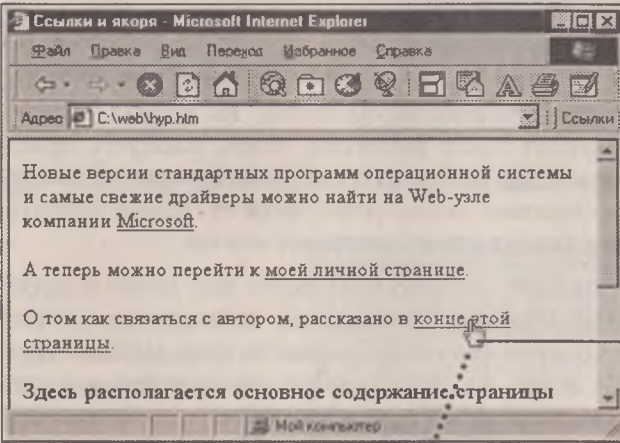 Ссылки и якоря - Microsoft Internet Explorer
Файл Правка Вид Переход Избранное Справка
Адрес C:\web\hyp.htm Ссылки
Новые версии стандартных программ операционной системы
и самые свежие драйверы можно найти на Web-узле
компании Microsoft.
А теперь можно перейти к моей личной странице.
О том как связаться с автором, рассказано в конце этой
страницы.
Здесь располагается основное содержание страницы
Мой компьютер